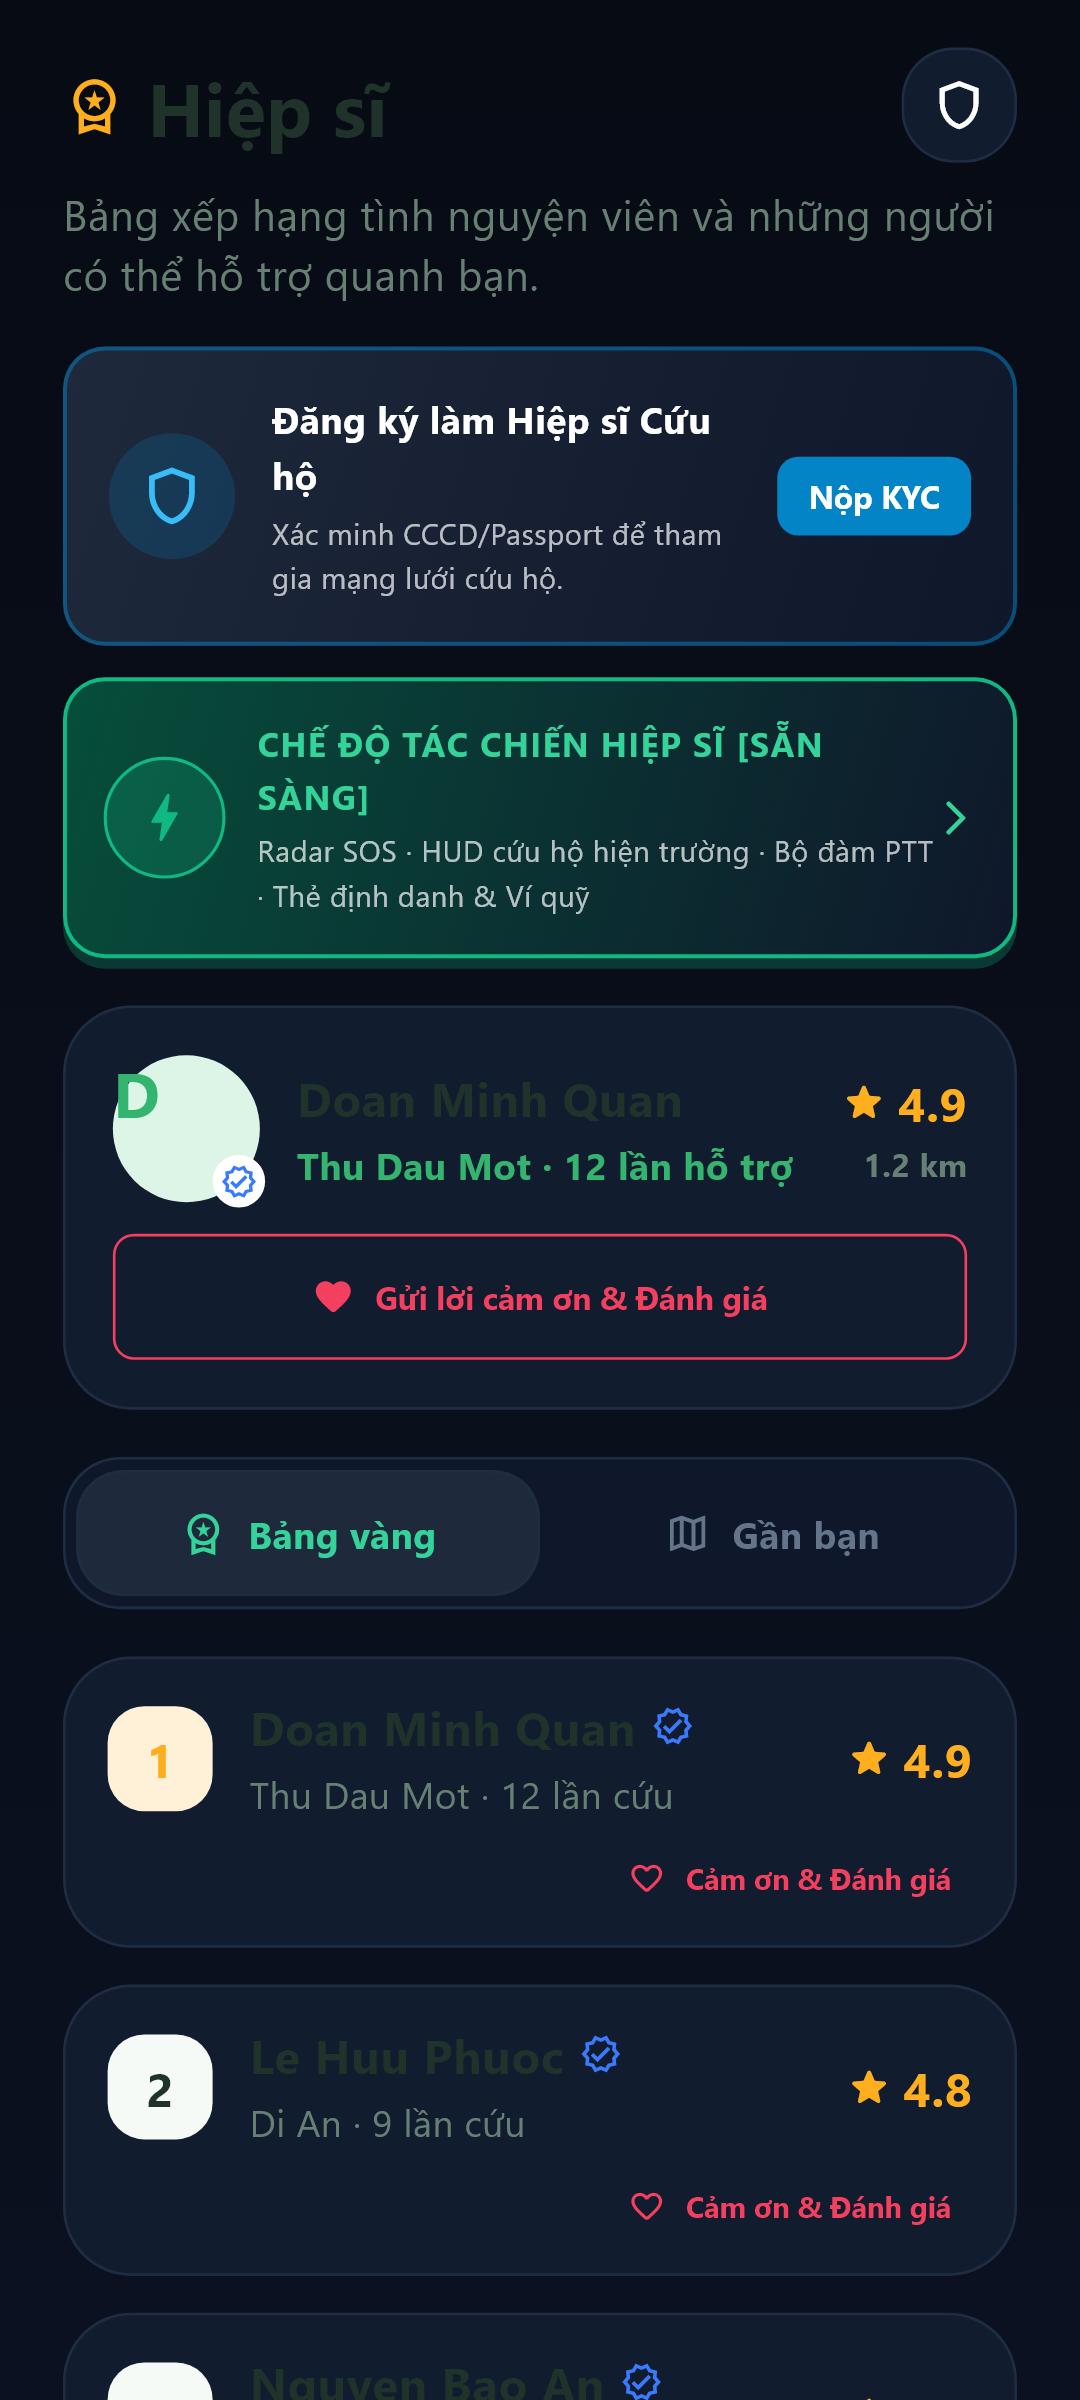 Hiệp sĩ
Bảng xếp hạng tình nguyện viên và những người
có thể hỗ trợ quanh bạn.
Đăng ký làm Hiệp sĩ Cứu
hộ
Xác minh CCCD/Passport để tham
gia mạng lưới cứu hộ.
Nộp KYC
CHẾ ĐỘ TÁC CHIẾN HIỆP SĨ [SẴN
SÀNG]
Radar SOS · HUD cứu hộ hiện trường · Bộ đàm PTT
· Thẻ định danh & Ví quỹ
D
Doan Minh Quan
4.9
Thu Dau Mot · 12 lần hỗ trợ
1.2 km
Gửi lời cảm ơn & Đánh giá
Bảng vàng
Gần bạn
1
Doan Minh Quan
4.9
Thu Dau Mot · 12 lần cứu
Cảm ơn & Đánh giá
2
Le Huu Phuoc
4.8
Di An · 9 lần cứu
Cảm ơn & Đánh giá
Nguyen Bao An